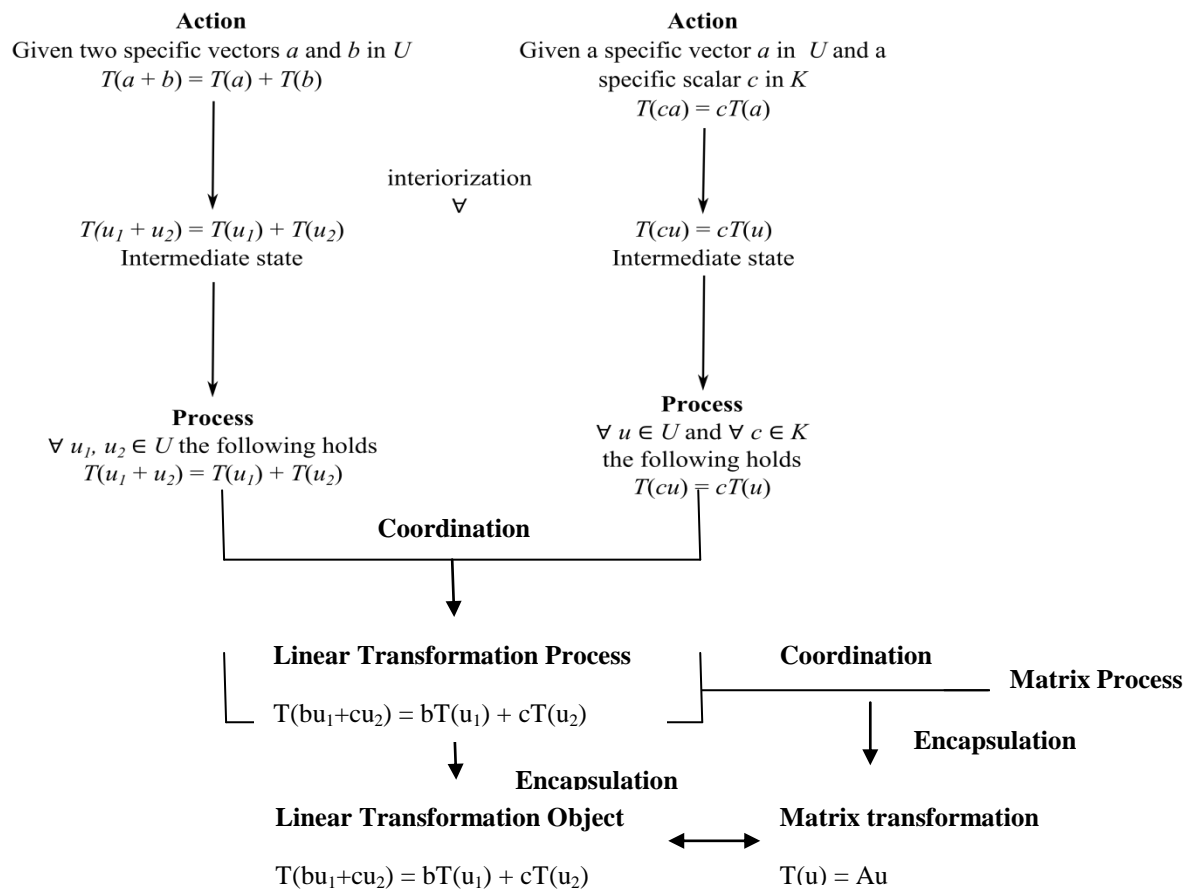 Action
Given two specific vectors a and b in U
T(a + b) = T(a) + T(b)
Action
Given a specific vector a in U and a
specific scalar c in K
T(ca) = cT(a)
interiorization
∀
T(u₁ + u₂) = T(u₁) + T(u₂)
Intermediate state
T(cu) = cT(u)
Intermediate state
Process
∀ u₁, u₂ ∈ U the following holds
T(u₁ + u₂) = T(u₁) + T(u₂)
Process
∀ u ∈ U and ∀ c ∈ K
the following holds
T(cu) = cT(u)
Coordination
Linear Transformation Process
T(bu₁+cu₂) = bT(u₁) + cT(u₂)
Coordination
Matrix Process
Encapsulation
Encapsulation
Linear Transformation Object
T(bu₁+cu₂) = bT(u₁) + cT(u₂)
Matrix transformation
T(u) = Au